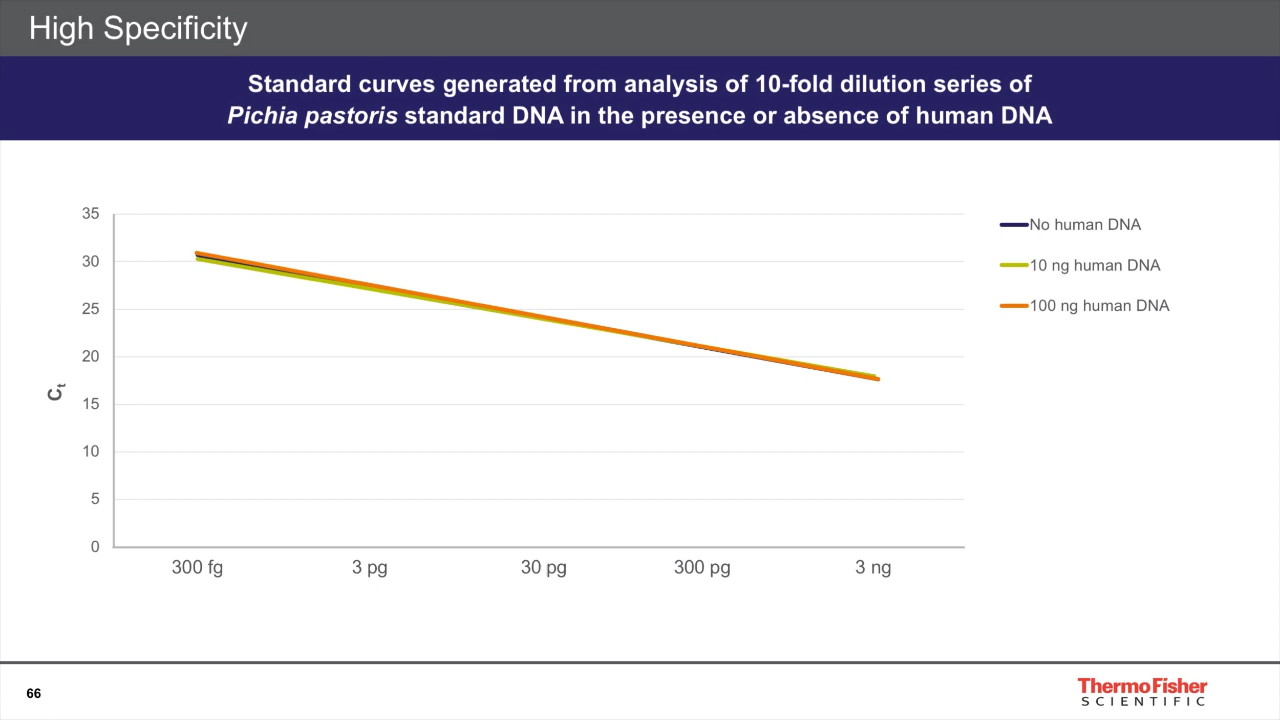 High Specificity
Standard curves generated from analysis of 10-fold dilution series of
Pichia pastoris standard DNA in the presence or absence of human DNA
35
30
25
20
15
10
5
0
Ct
300 fg
3 pg
30 pg
300 pg
3 ng
No human DNA
10 ng human DNA
100 ng human DNA
66
ThermoFisher
SCIENTIFIC